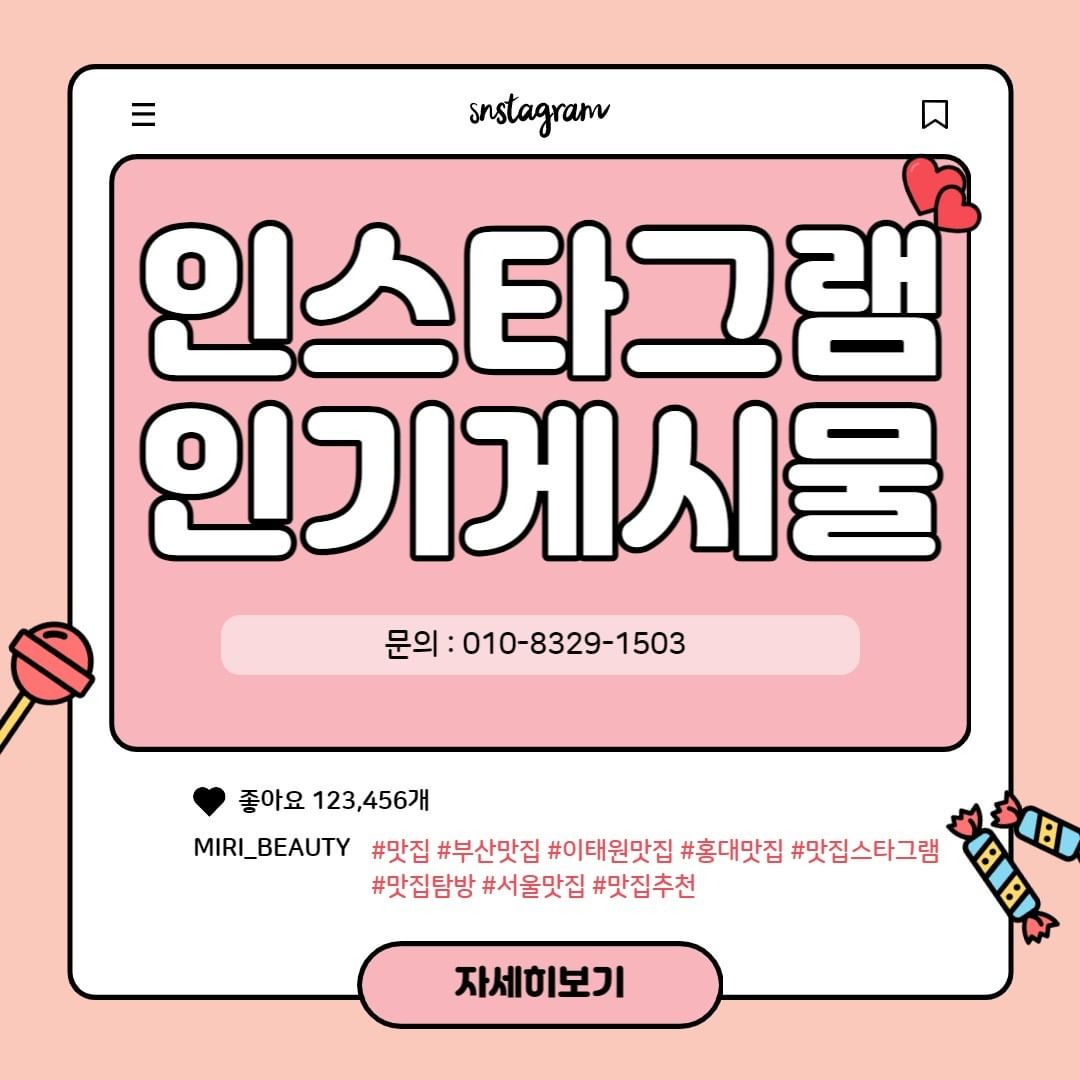 snstagram
인스타그램
인기게시물
문의 : 010-8329-1503
좋아요 123,456개
MIRI_BEAUTY #맛집 #부산맛집 #이태원맛집 #홍대맛집 #맛집스타그램
#맛집탐방 #서울맛집 #맛집추천
자세히보기